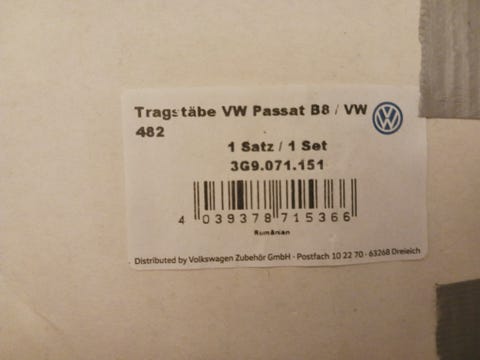 Tragstäbe VW Passat B8 / VW
482
1 Satz / 1 Set
3G9.071.151
4 039378 715366
Rumänien
Distributed by Volkswagen Zubehör GmbH - Postfach 10 22 70 - 63268 Dreieich